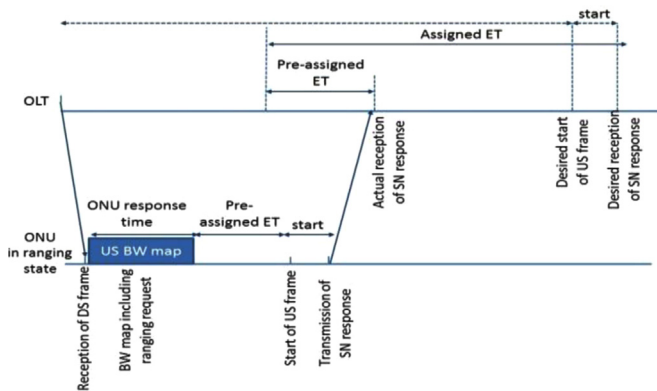 start
Assigned ET
Pre-assigned
ET
OLT
Actual reception
of SN response
Desired start
of US frame
Desired reception
of SN response
ONU response
time
Pre-
assigned ET
start
ONU
in ranging
state
US BW map
Reception of DS frame
BW map including
ranging request
Start of US frame
Transmission of
SN response